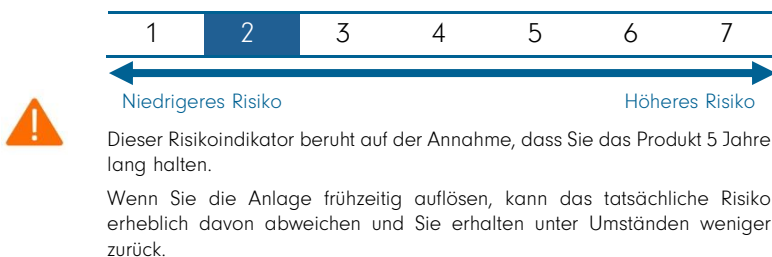 1 2 3 4 5 6 7
Niedrigeres Risiko Höheres Risiko
Dieser Risikoindikator beruht auf der Annahme, dass Sie das Produkt 5 Jahre
lang halten.
Wenn Sie die Anlage frühzeitig auflösen, kann das tatsächliche Risiko
erheblich davon abweichen und Sie erhalten unter Umständen weniger
zurück.